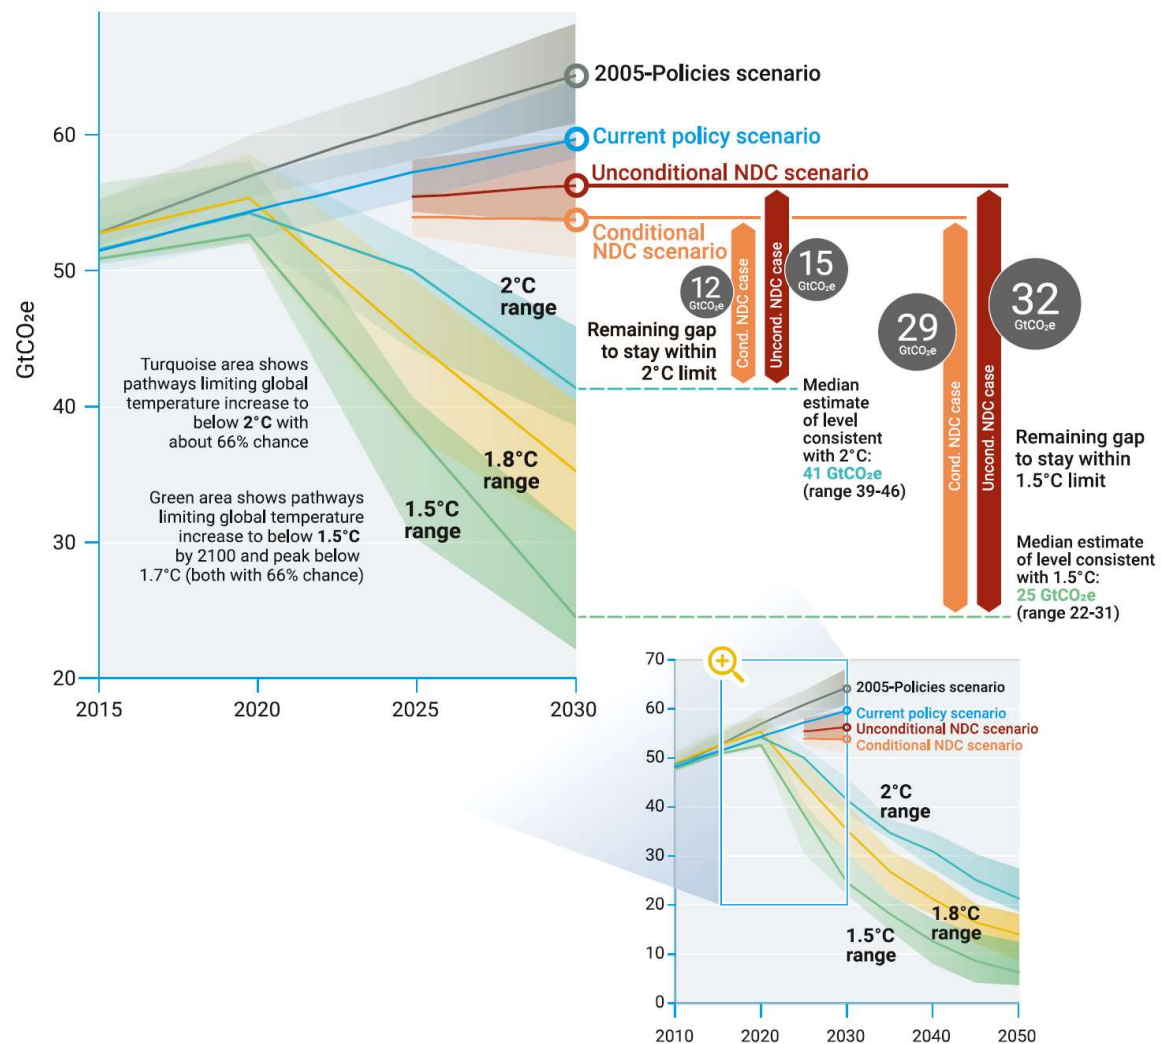 GtCO₂e
60
50
40
30
20
2015
2020
2025
2030
2005-Policies scenario
Current policy scenario
Unconditional NDC scenario
Conditional
NDC scenario
2°C
range
1.8°C
range
1.5°C
range
Turquoise area shows
pathways limiting global
temperature increase to
below 2°C with
about 66% chance
Green area shows pathways
limiting global temperature
increase to below 1.5°C
by 2100 and peak below
1.7°C (both with 66% chance)
12
GtCO₂e
Cond. NDC case
Uncond. NDC case
15
GtCO₂e
Remaining gap
to stay within
2°C limit
Median
estimate
of level
consistent
with 2°C:
41 GtCO₂e
(range 39-46)
29
GtCO₂e
Cond. NDC case
Uncond. NDC case
32
GtCO₂e
Remaining gap
to stay within
1.5°C limit
Median estimate
of level consistent
with 1.5°C:
25 GtCO₂e
(range 22-31)
70
60
50
40
30
20
10
0
2010
2020
2030
2040
2050
2005-Policies scenario
Current policy scenario
Unconditional NDC scenario
Conditional NDC scenario
2°C
range
1.8°C
range
1.5°C
range